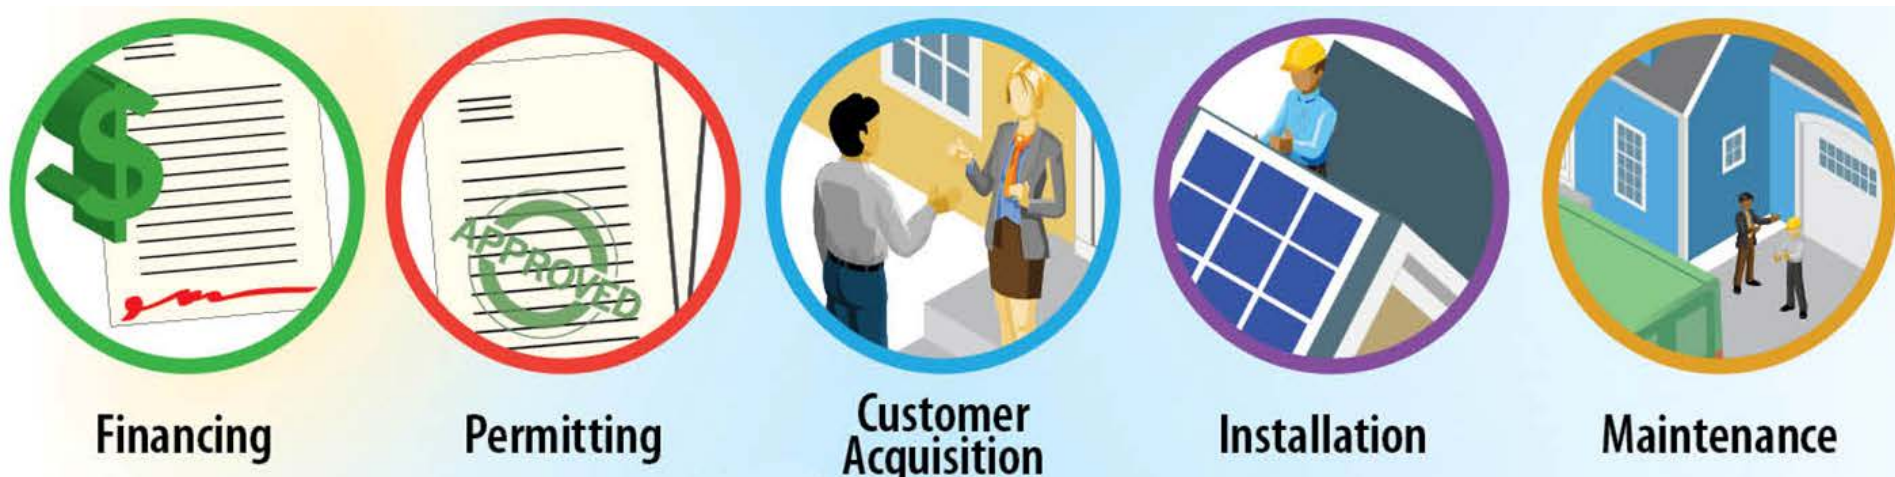 $
APPROVED
Financing
Permitting
Customer
Acquisition
Installation
Maintenance